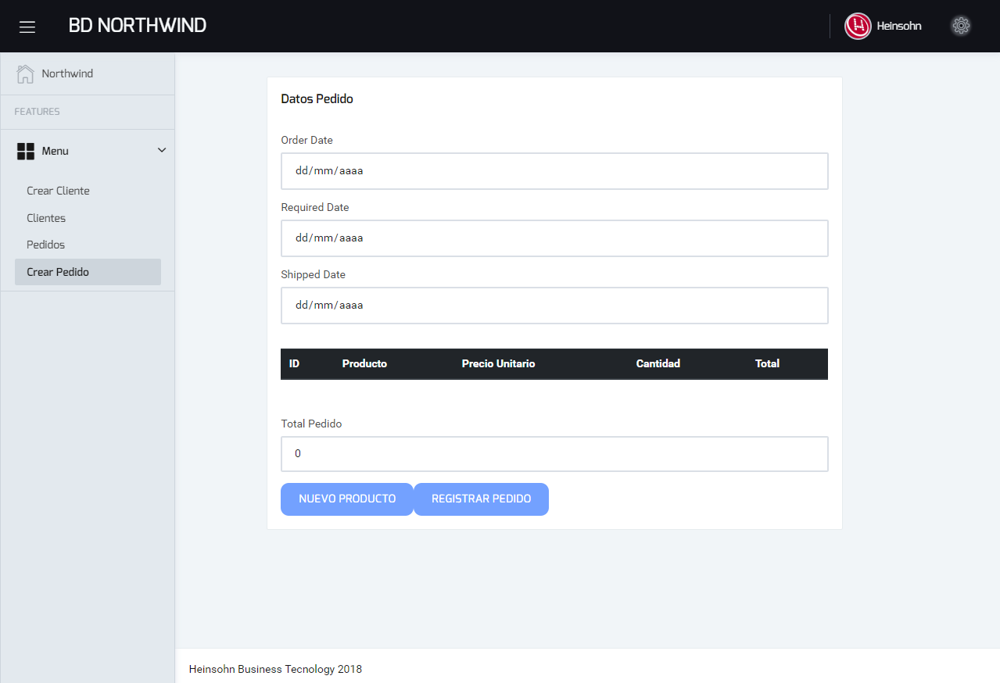 BD NORTHWIND
Heinsohn
Northwind
FEATURES
Menu
Crear Cliente
Clientes
Pedidos
Crear Pedido
Datos Pedido
Order Date
dd/mm/aaaa
Required Date
dd/mm/aaaa
Shipped Date
dd/mm/aaaa
ID Producto Precio Unitario Cantidad Total
Total Pedido
0
NUEVO PRODUCTO REGISTRAR PEDIDO
Heinsohn Business Tecnology 2018